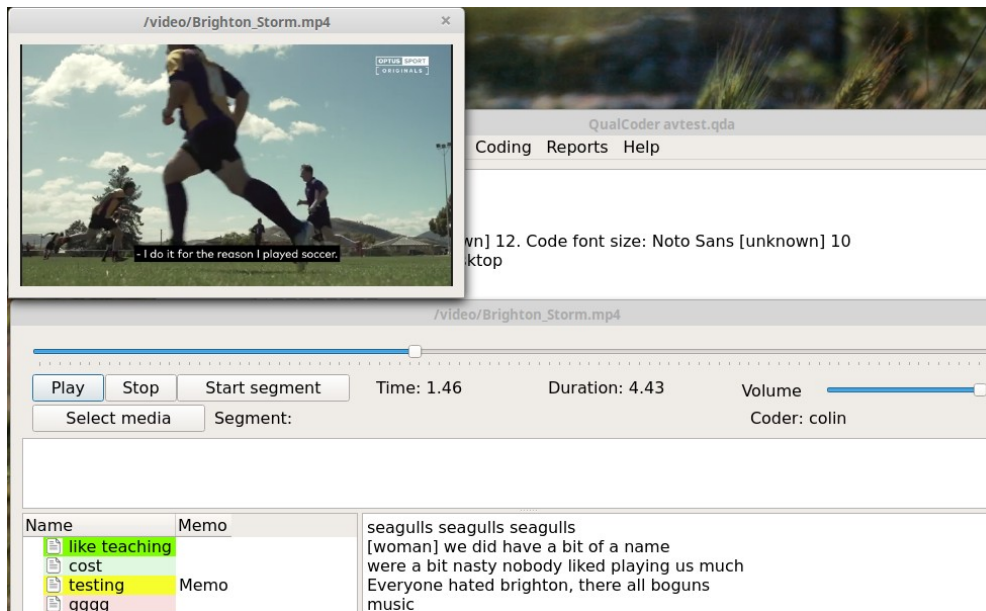 /video/Brighton_Storm.mp4
×
OPTUS SPORT
ORIGINALS
- I do it for the reason I played soccer.
QualCoder avtest.qda
Coding Reports Help
wn] 12. Code font size: Noto Sans [unknown] 10
ktop
/video/Brighton_Storm.mp4
Play Stop Start segment Time: 1.46 Duration: 4.43 Volume
Select media Segment: Coder: colin
Name Memo
like teaching
cost
testing Memo
gggg
seagulls seagulls seagulls
[woman] we did have a bit of a name
were a bit nasty nobody liked playing us much
Everyone hated brighton, there all boguns
music